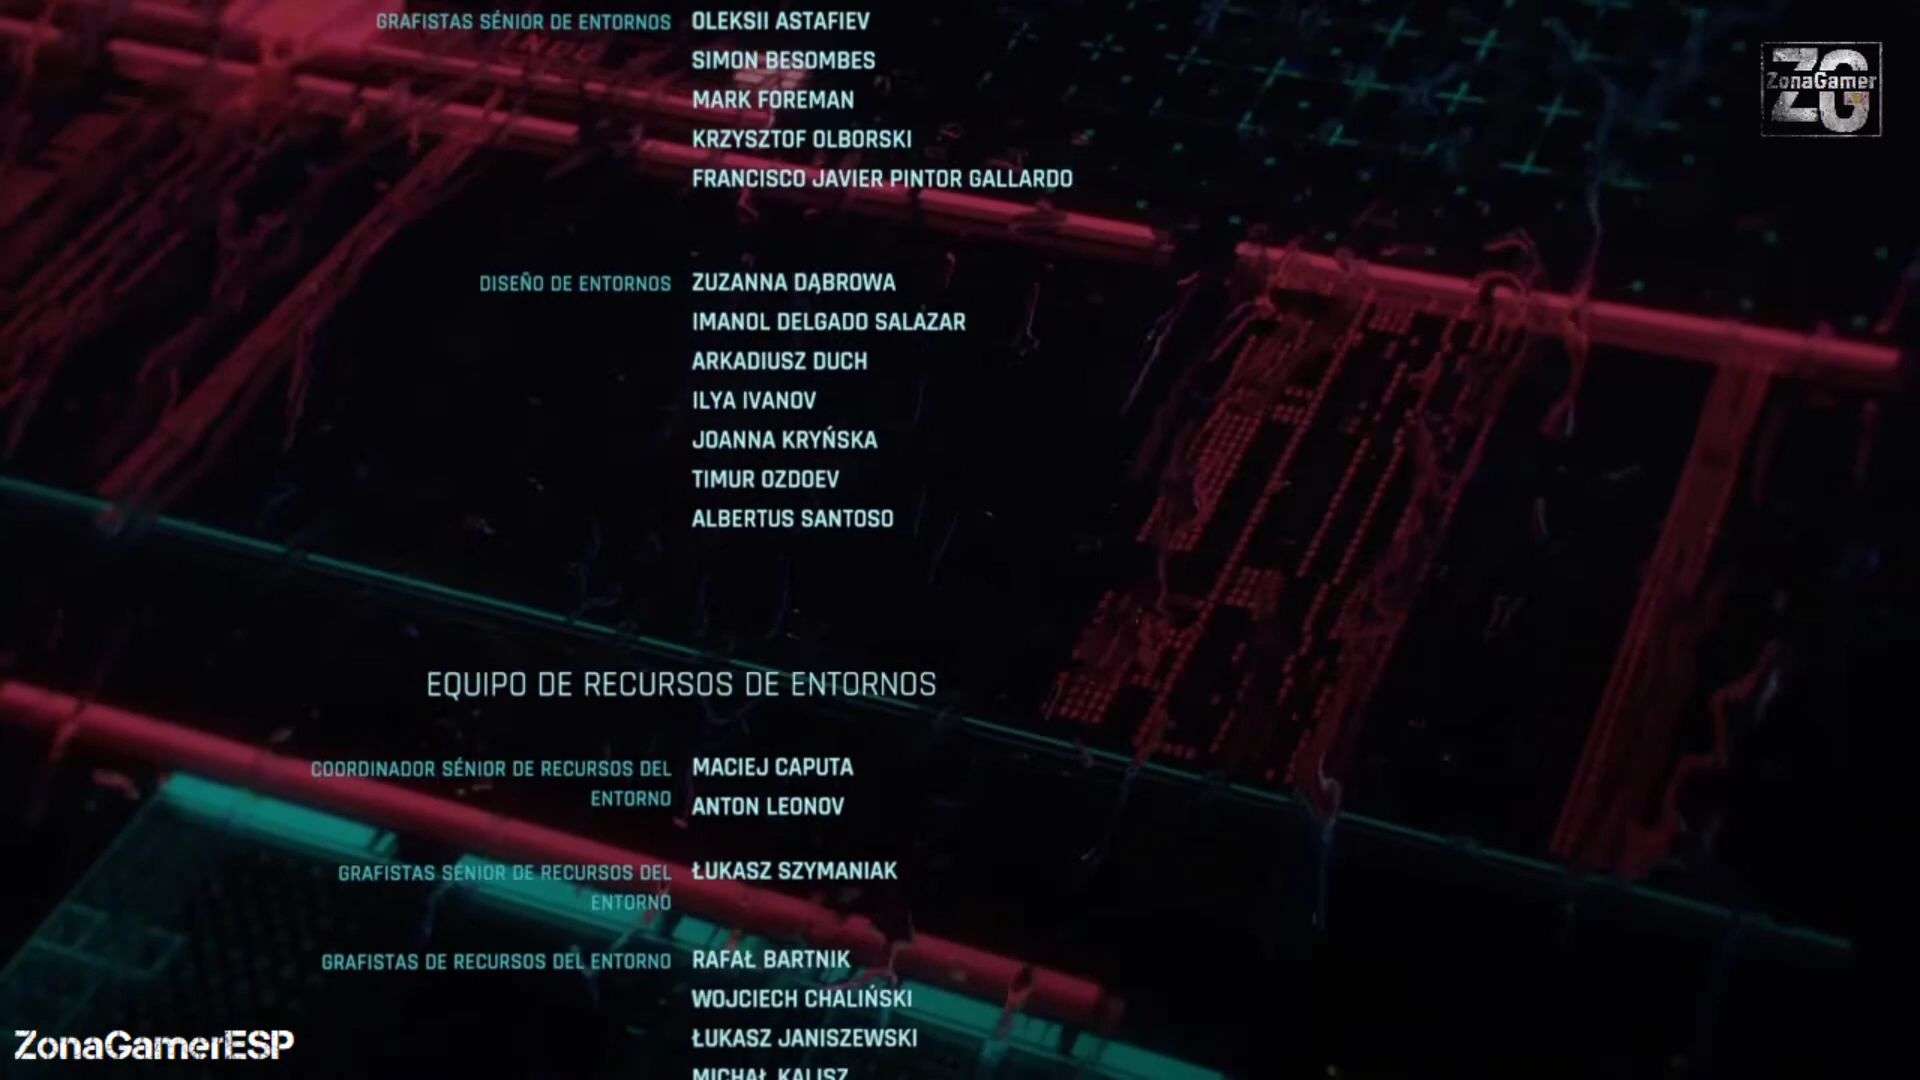 GRAFISTAS SÉNIOR DE ENTORNOS OLEKSII ASTAFIEV
SIMON BESOMBES
MARK FOREMAN
KRZYSZTOF OLBORSKI
FRANCISCO JAVIER PINTOR GALLARDO
DISEÑO DE ENTORNOS ZUZANNA DĄBROWA
IMANOL DELGADO SALAZAR
ARKADIUSZ DUCH
ILYA IVANOV
JOANNA KRYŃSKA
TIMUR OZDOEV
ALBERTUS SANTOSO
EQUIPO DE RECURSOS DE ENTORNOS
COORDINADOR SÉNIOR DE RECURSOS DEL
ENTORNO
MACIEJ CAPUTA
ANTON LEONOV
GRAFISTAS SÉNIOR DE RECURSOS DEL
ENTORNO
ŁUKASZ SZYMANIAK
GRAFISTAS DE RECURSOS DEL ENTORNO RAFAŁ BARTNIK
WOJCIECH CHALIŃSKI
ŁUKASZ JANISZEWSKI
MICHAŁ KALISZ
ZG
ZonaGamer
ZonaGamerESP